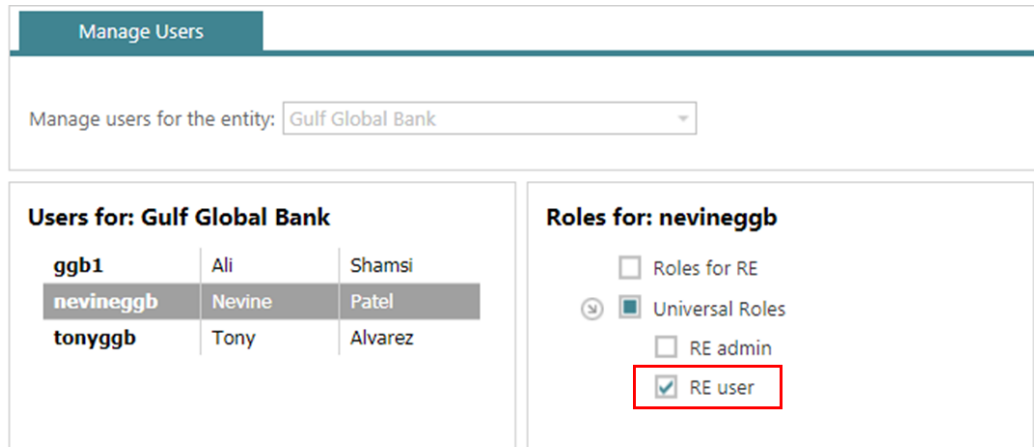 Manage Users
Manage users for the entity: Gulf Global Bank
Users for: Gulf Global Bank
ggb1 Ali Shamsi
nevineggb Nevine Patel
tonyggb Tony Alvarez
Roles for: nevineggb
Roles for RE
Universal Roles
RE admin
RE user